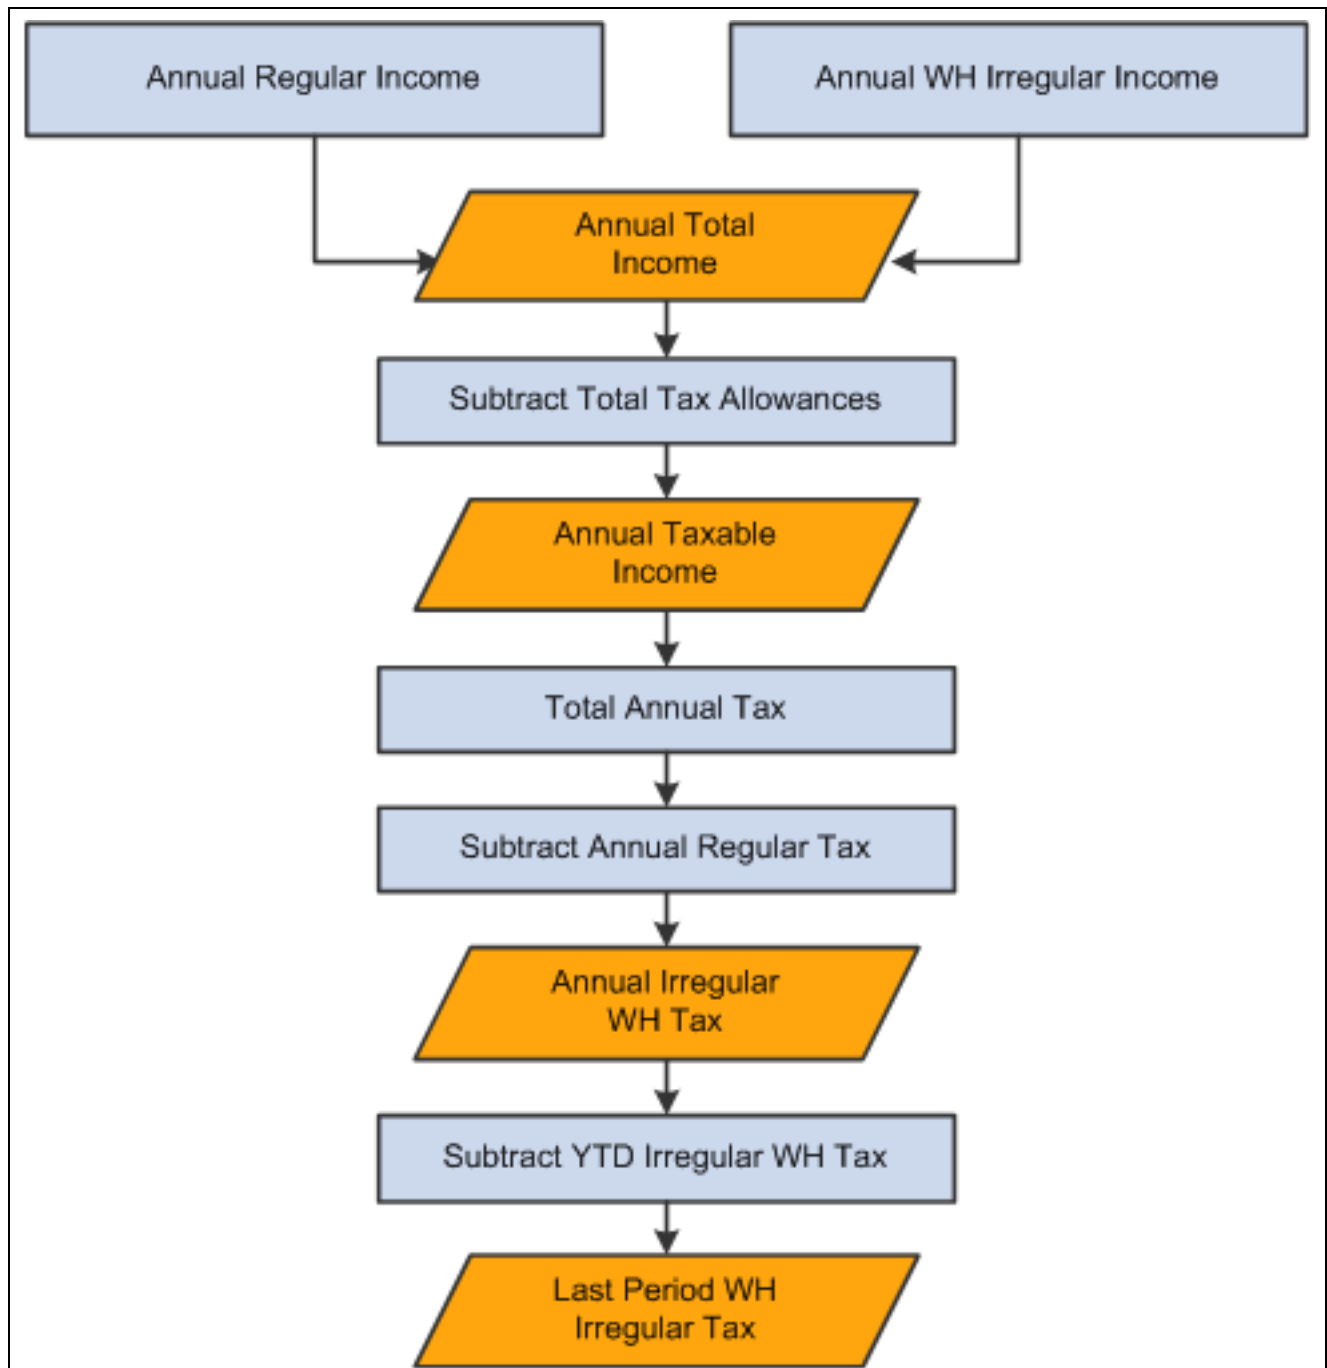 Annual Regular Income
Annual WH Irregular Income
Annual Total
Income
Subtract Total Tax Allowances
Annual Taxable
Income
Total Annual Tax
Subtract Annual Regular Tax
Annual Irregular
WH Tax
Subtract YTD Irregular WH Tax
Last Period WH
Irregular Tax